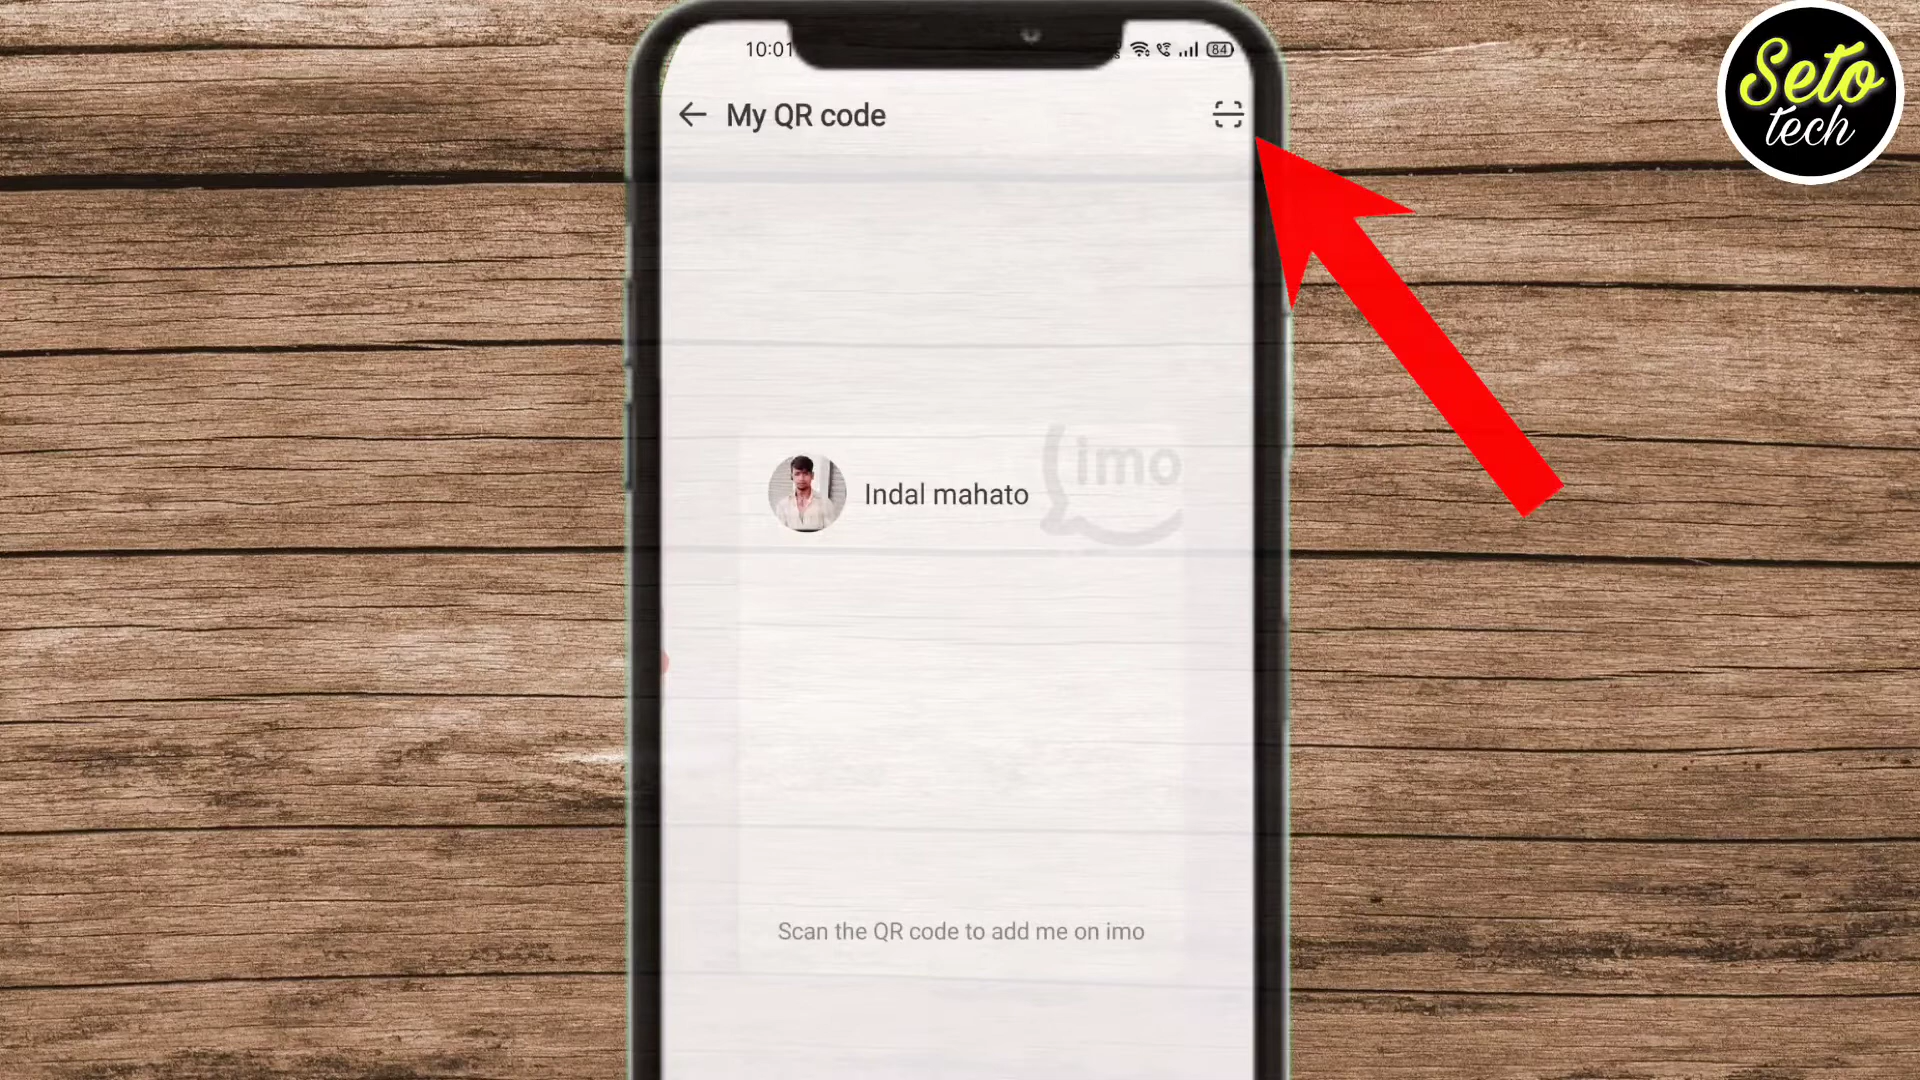 10:01
84
My QR code
Seto
tech
Indal mahato
imo
Scan the QR code to add me on imo